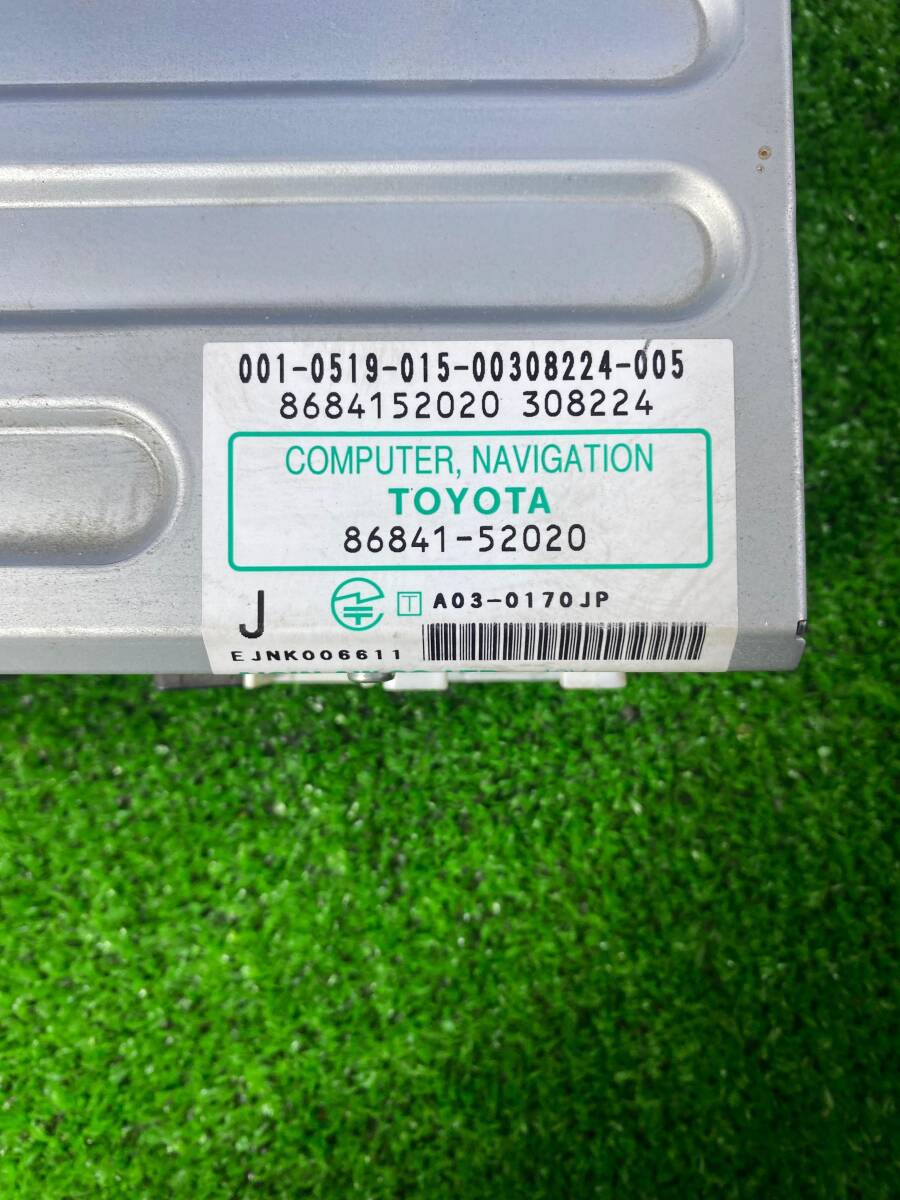 001-0519-015-00308224-005
8684152020 308224
COMPUTER, NAVIGATION
TOYOTA
86841-52020
J T A03-0170JP
EJNK006611